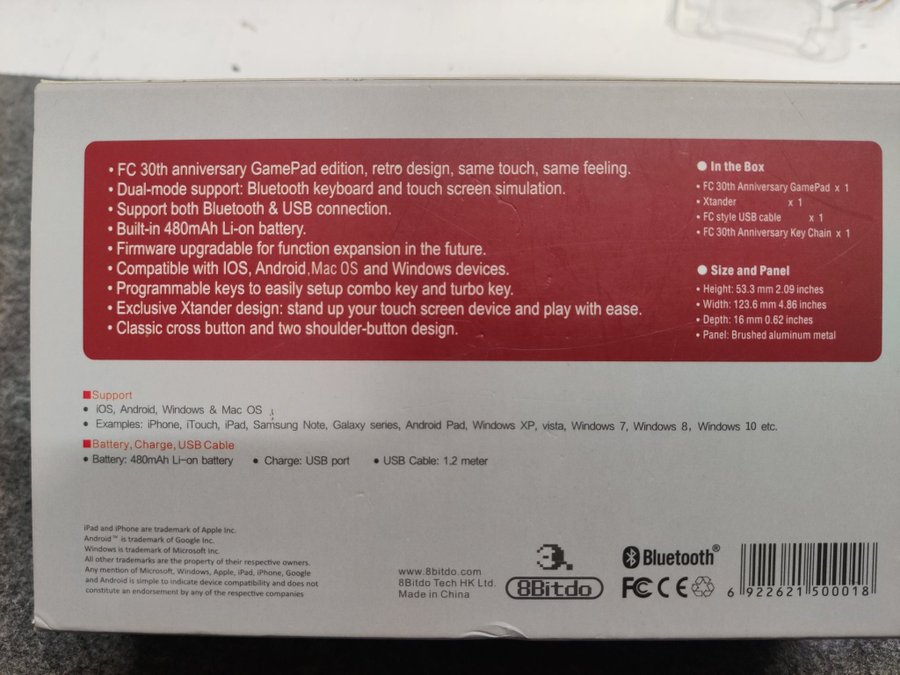 • FC 30th anniversary GamePad edition, retro design, same touch, same feeling.
• Dual-mode support: Bluetooth keyboard and touch screen simulation.
• Support both Bluetooth & USB connection.
• Built-in 480mAh Li-on battery.
• Firmware upgradable for function expansion in the future.
• Compatible with IOS, Android,Mac OS and Windows devices.
• Programmable keys to easily setup combo key and turbo key.
• Exclusive Xtander design: stand up your touch screen device and play with ease.
• Classic cross button and two shoulder-button design.
● In the Box
• FC 30th Anniversary GamePad x 1
• Xtander x 1
• FC style USB cable x 1
• FC 30th Anniversary Key Chain x 1
● Size and Panel
• Height: 53.3 mm 2.09 inches
• Width: 123.6 mm 4.86 inches
• Depth: 16 mm 0.62 inches
• Panel: Brushed aluminum metal
■Support
• iOS, Android, Windows & Mac OS
• Examples: iPhone, iTouch, iPad, Samsung Note, Galaxy series, Android Pad, Windows XP, vista, Windows 7, Windows 8, Windows 10 etc.
■Battery, Charge, USB Cable
• Battery: 480mAh Li-on battery • Charge: USB port • USB Cable: 1.2 meter
iPad and iPhone are trademark of Apple Inc.
Android™ is trademark of Google Inc.
Windows is trademark of Microsoft Inc.
All other trademarks are the property of their respective owners.
Any mention of Microsoft, Windows, Apple, iPad, iPhone, Google
and Android is simple to indicate device compatibility and does not
constitute an endorsement by any of the respective companies
www.8bitdo.com
8Bitdo Tech HK Ltd.
Made in China
8Bitdo
Bluetooth®
FC CE
6 922621 500018